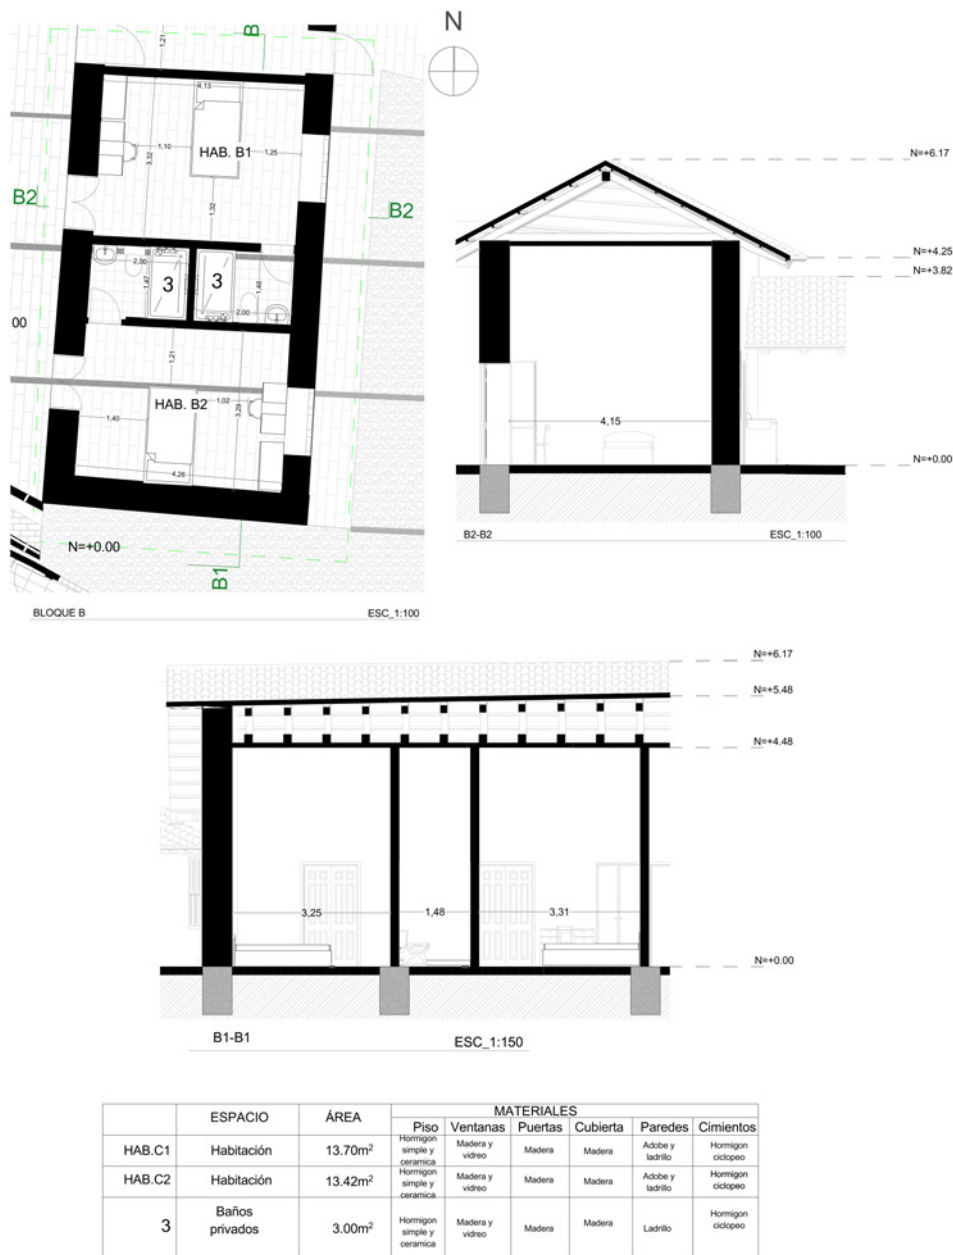 N
B
1,21
4,13
1,10
HAB. B1
1,25
3,32
1,32
B2
B2
2,00
1,47
3
3
1,48
2,00
00
1,21
HAB. B2
1,02
1,40
3,29
4,26
N=+0.00
B1
BLOQUE B
ESC_1:100
N=+6.17
N=+4.25
N=+3.82
4,15
N=+0.00
B2-B2
ESC_1:100
N=+6.17
N=+5.48
N=+4.48
3,25
1,48
3,31
N=+0.00
B1-B1
ESC_1:150
ESPACIO ÁREA MATERIALES
Piso Ventanas Puertas Cubierta Paredes Cimientos
HAB.C1 Habitación 13.70m² Hormigon simple y ceramica Madera y vidreo Madera Madera Adobe y ladrillo Hormigon ciclopeo
HAB.C2 Habitación 13.42m² Hormigon simple y ceramica Madera y vidreo Madera Madera Adobe y ladrillo Hormigon ciclopeo
3 Baños privados 3.00m² Hormigon simple y ceramica Madera y vidreo Madera Madera Ladrillo Hormigon ciclopeo